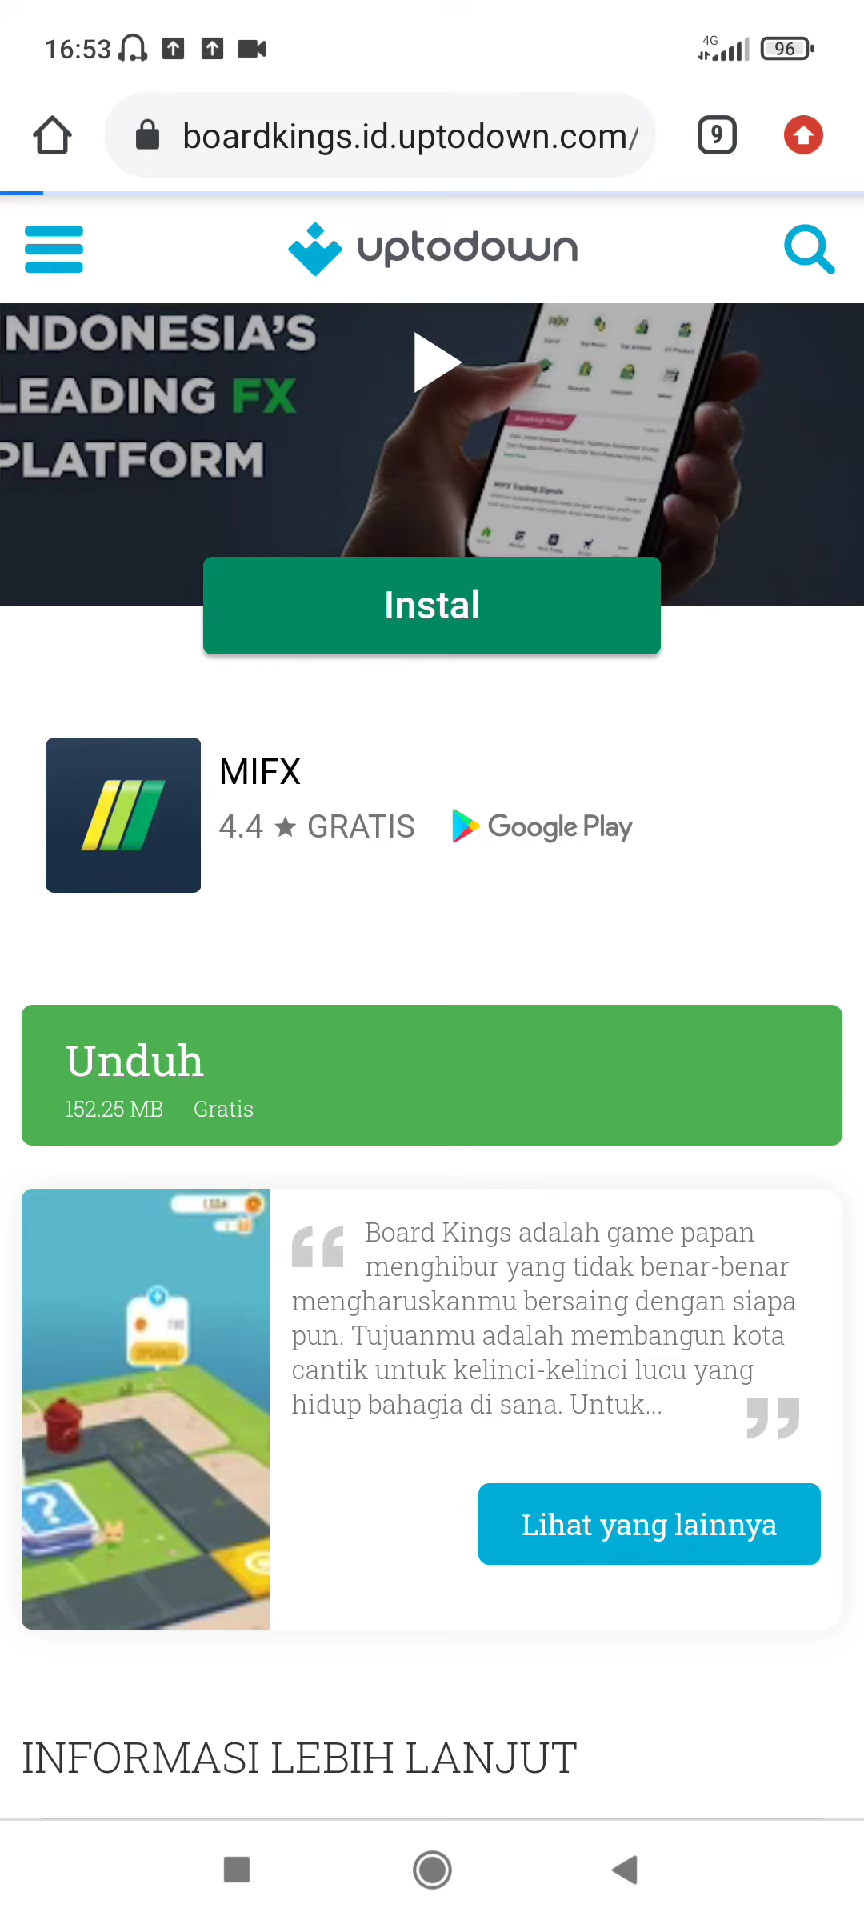 16:53
4G
96
boardkings.id.uptodown.com/
9
uptodown
INDONESIA'S
LEADING FX
PLATFORM
Instal
MIFX
4.4 ★ GRATIS Google Play
Unduh
152.25 MB Gratis
UPGRADE
?
Board Kings adalah game papan
menghibur yang tidak benar-benar
mengharuskanmu bersaing dengan siapa
pun. Tujuanmu adalah membangun kota
cantik untuk kelinci-kelinci lucu yang
hidup bahagia di sana. Untuk...
Lihat yang lainnya
INFORMASI LEBIH LANJUT